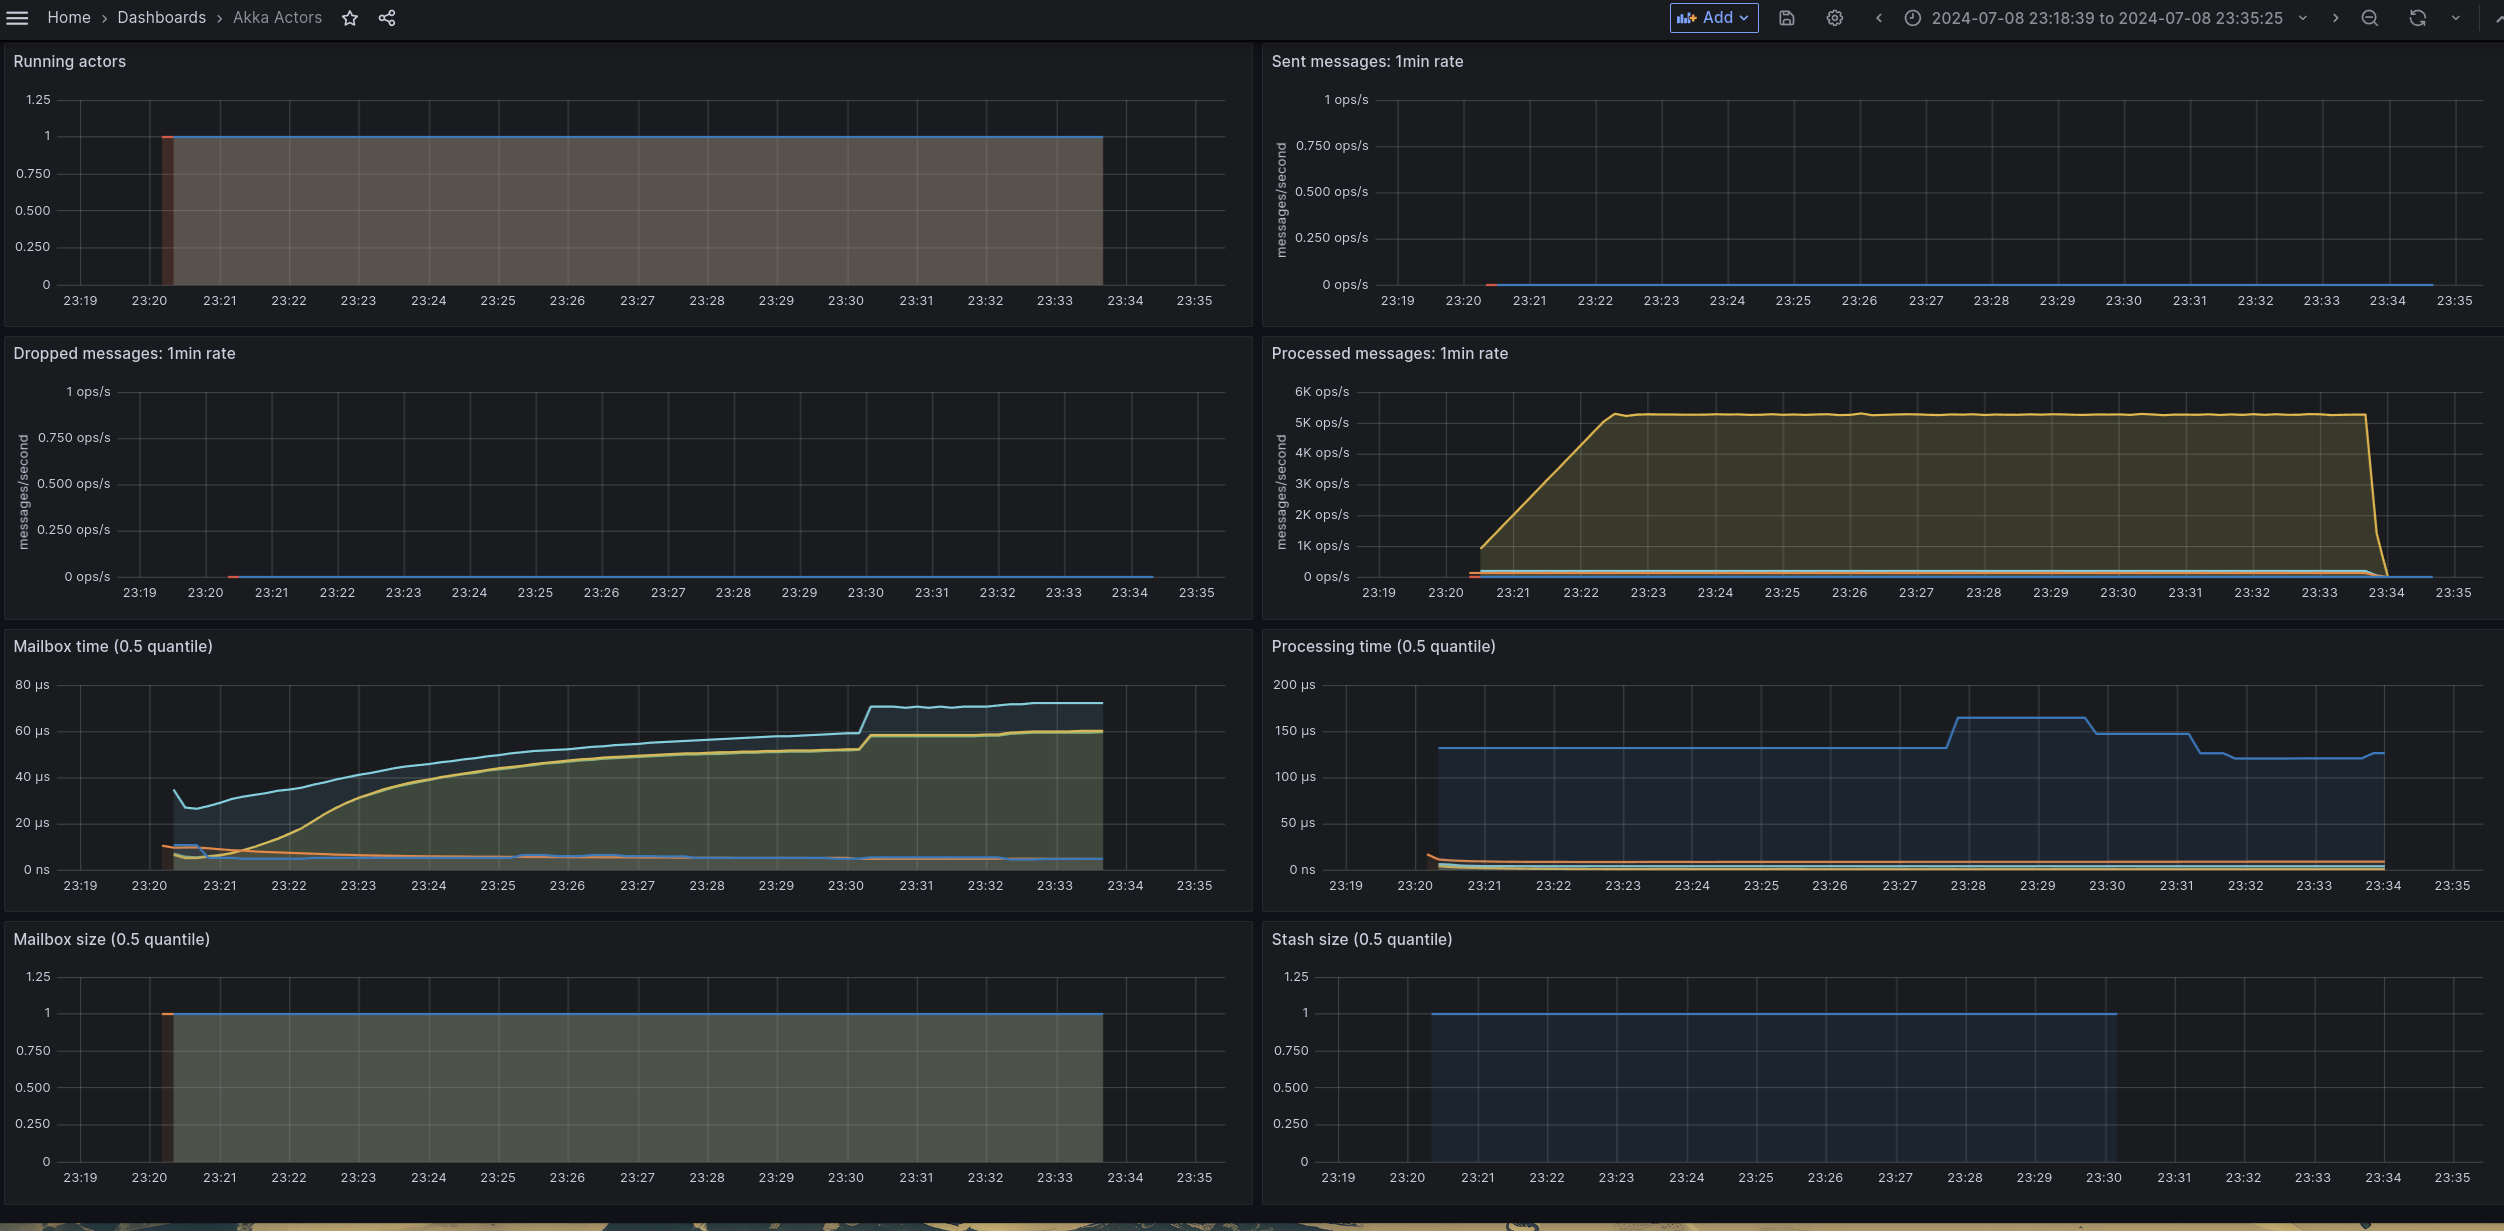 Home › Dashboards › Akka Actors
Add
2024-07-08 23:18:39 to 2024-07-08 23:35:25
Running actors
1.25
1
0.750
0.500
0.250
0
23:19 23:20 23:21 23:22 23:23 23:24 23:25 23:26 23:27 23:28 23:29 23:30 23:31 23:32 23:33 23:34 23:35
Sent messages: 1min rate
messages/second
1 ops/s
0.750 ops/s
0.500 ops/s
0.250 ops/s
0 ops/s
23:19 23:20 23:21 23:22 23:23 23:24 23:25 23:26 23:27 23:28 23:29 23:30 23:31 23:32 23:33 23:34 23:35
Dropped messages: 1min rate
messages/second
1 ops/s
0.750 ops/s
0.500 ops/s
0.250 ops/s
0 ops/s
23:19 23:20 23:21 23:22 23:23 23:24 23:25 23:26 23:27 23:28 23:29 23:30 23:31 23:32 23:33 23:34 23:35
Processed messages: 1min rate
messages/second
6K ops/s
5K ops/s
4K ops/s
3K ops/s
2K ops/s
1K ops/s
0 ops/s
23:19 23:20 23:21 23:22 23:23 23:24 23:25 23:26 23:27 23:28 23:29 23:30 23:31 23:32 23:33 23:34 23:35
Mailbox time (0.5 quantile)
80 µs
60 µs
40 µs
20 µs
0 ns
23:19 23:20 23:21 23:22 23:23 23:24 23:25 23:26 23:27 23:28 23:29 23:30 23:31 23:32 23:33 23:34 23:35
Processing time (0.5 quantile)
200 µs
150 µs
100 µs
50 µs
0 ns
23:19 23:20 23:21 23:22 23:23 23:24 23:25 23:26 23:27 23:28 23:29 23:30 23:31 23:32 23:33 23:34 23:35
Mailbox size (0.5 quantile)
1.25
1
0.750
0.500
0.250
0
23:19 23:20 23:21 23:22 23:23 23:24 23:25 23:26 23:27 23:28 23:29 23:30 23:31 23:32 23:33 23:34 23:35
Stash size (0.5 quantile)
1.25
1
0.750
0.500
0.250
0
23:19 23:20 23:21 23:22 23:23 23:24 23:25 23:26 23:27 23:28 23:29 23:30 23:31 23:32 23:33 23:34 23:35